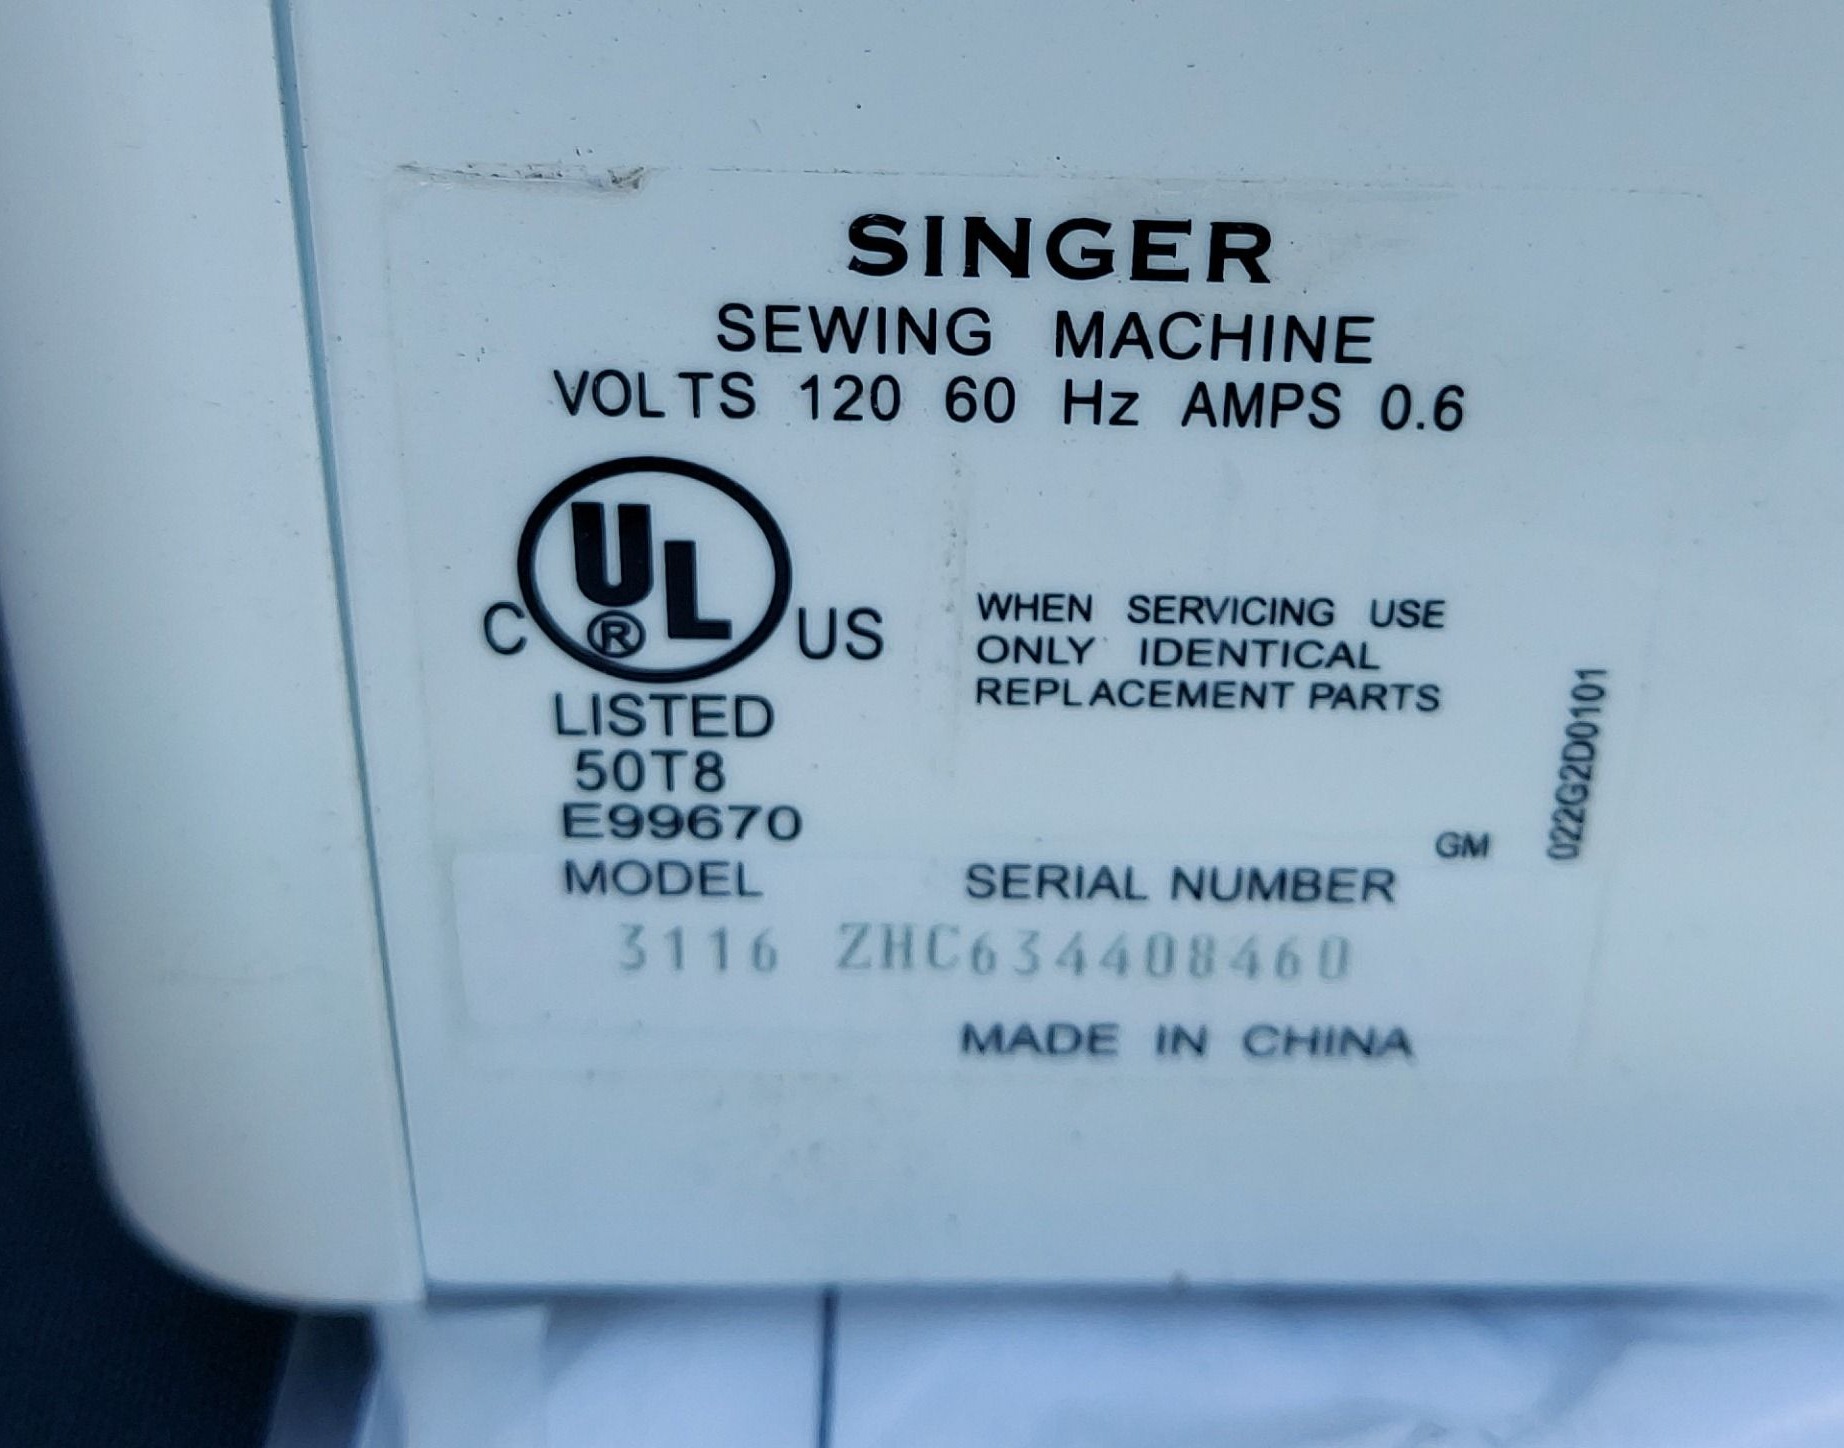 SINGER
SEWING MACHINE
VOLTS 120 60 Hz AMPS 0.6
UL
®
C US
LISTED
50T8
E99670
WHEN SERVICING USE
ONLY IDENTICAL
REPLACEMENT PARTS
022G2D0101
GM
MODEL SERIAL NUMBER
3116 ZHC634408460
MADE IN CHINA